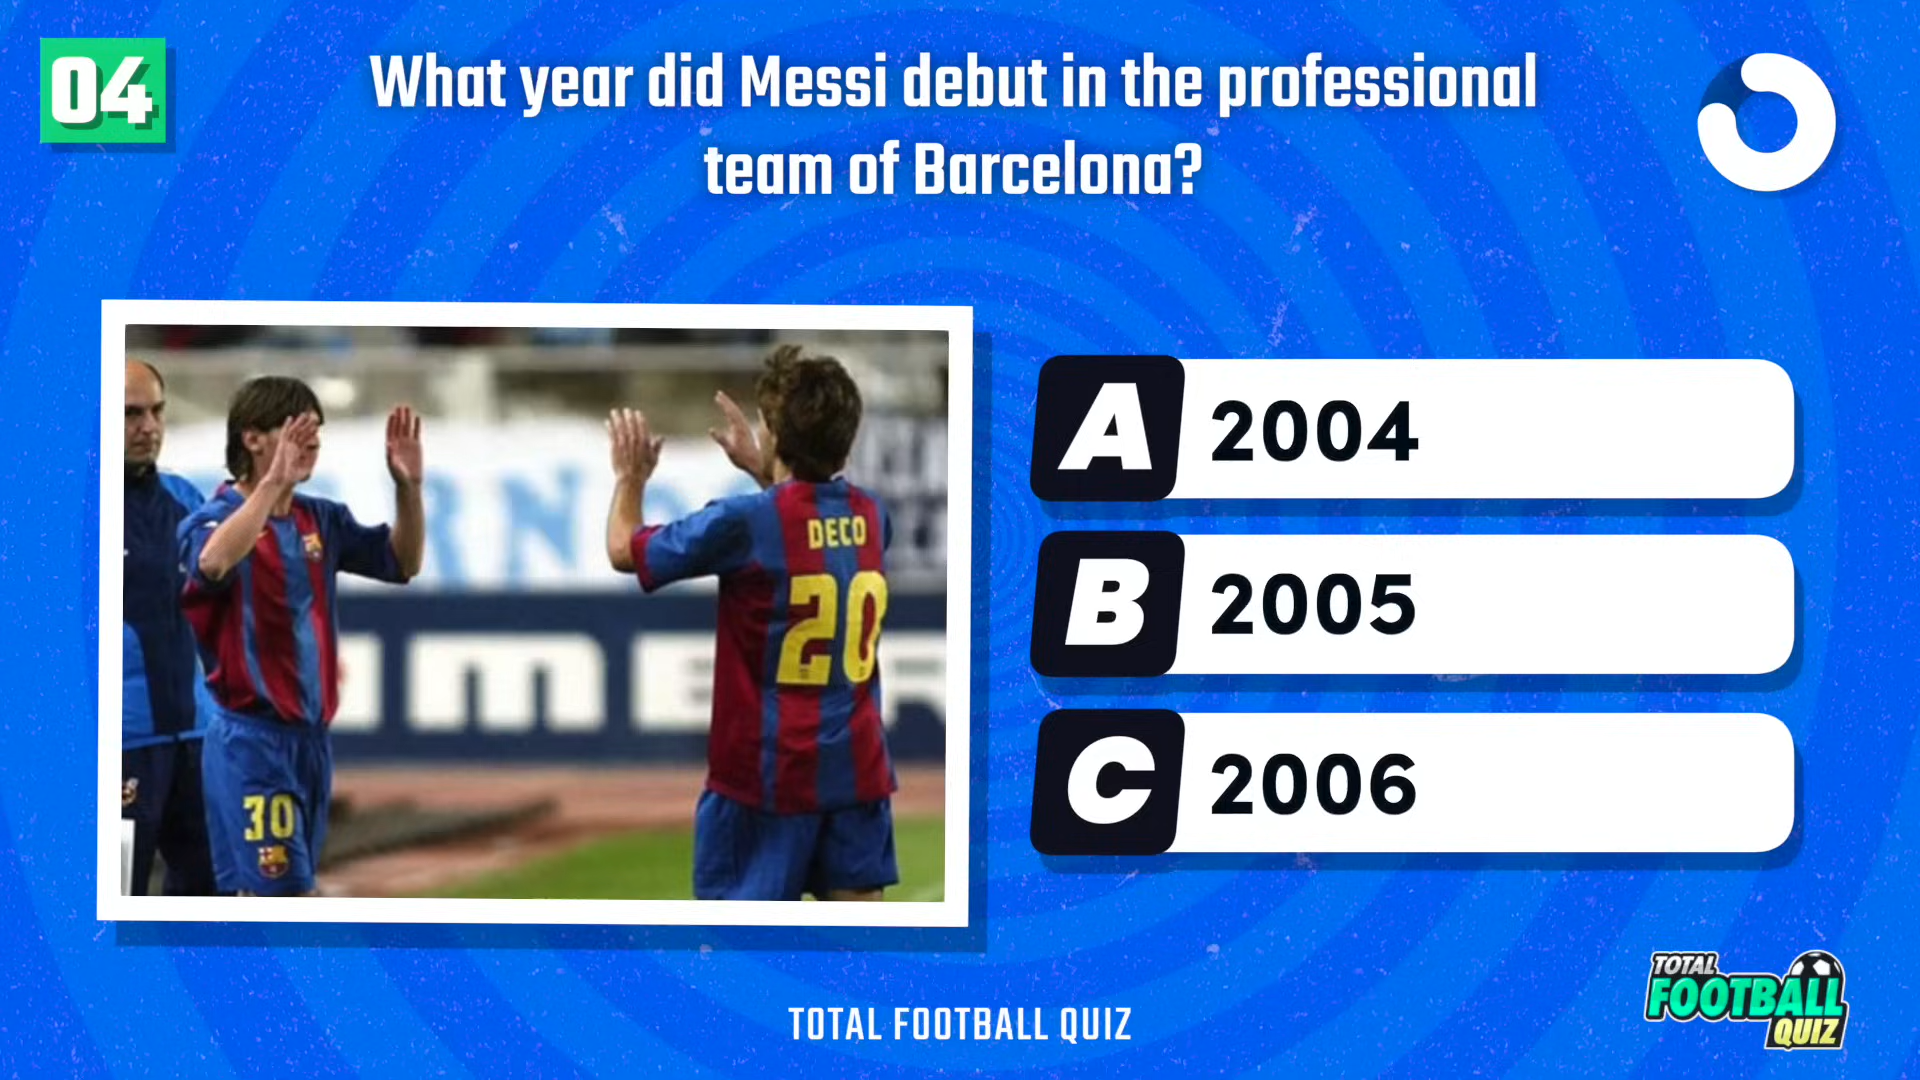 04
What year did Messi debut in the professional
team of Barcelona?
DECO
20
30
A 2004
B 2005
C 2006
TOTAL FOOTBALL QUIZ
TOTAL
FOOTBALL
QUIZ